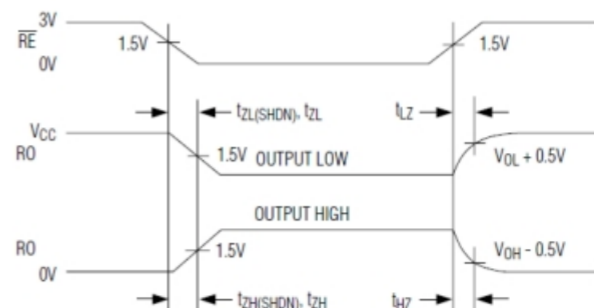 3V
RE
1.5V
1.5V
0V
tZL(SHDN), tZL
tLZ
VCC
RO
1.5V
OUTPUT LOW
VOL + 0.5V
OUTPUT HIGH
RO
1.5V
VOH - 0.5V
0V
tZH(SHDN), tZH
tHZ